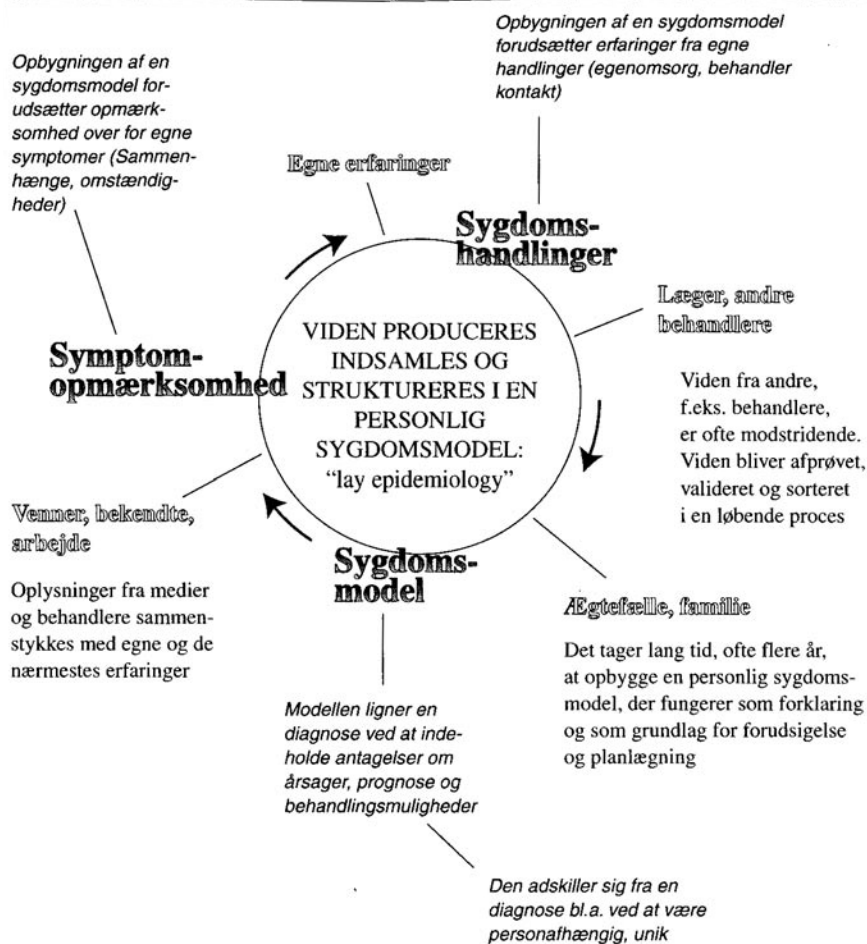 Opbygningen af en sygdomsmodel
forudsætter erfaringer fra egne
handlinger (egenomsorg, behandler
kontakt)
Opbygningen af en
sygdomsmodel for-
udsætter opmærk-
somhed over for egne
symptomer (Sammen-
hænge, omstændig-
heder)
Egne erfaringer
Sygdoms-
handlinger
Læger, andre
behandlere
Viden fra andre,
f.eks. behandlere,
er ofte modstridende.
Viden bliver afprøvet,
valideret og sorteret
i en løbende proces
Symptom-
opmærksomhed
VIDEN PRODUCERES
INDSAMLES OG
STRUKTURERES I EN
PERSONLIG
SYGDOMSMODEL:
“lay epidemiology”
Venner, bekendte,
arbejde
Oplysninger fra medier
og behandlere sammen-
stykkes med egne og de
nærmestes erfaringer
Sygdoms-
model
Ægtefælle, familie
Det tager lang tid, ofte flere år,
at opbygge en personlig sygdoms-
model, der fungerer som forklaring
og som grundlag for forudsigelse
og planlægning
Modellen ligner en
diagnose ved at inde-
holde antagelser om
årsager, prognose og
behandlingsmuligheder
Den adskiller sig fra en
diagnose bl.a. ved at være
personafhængig, unik